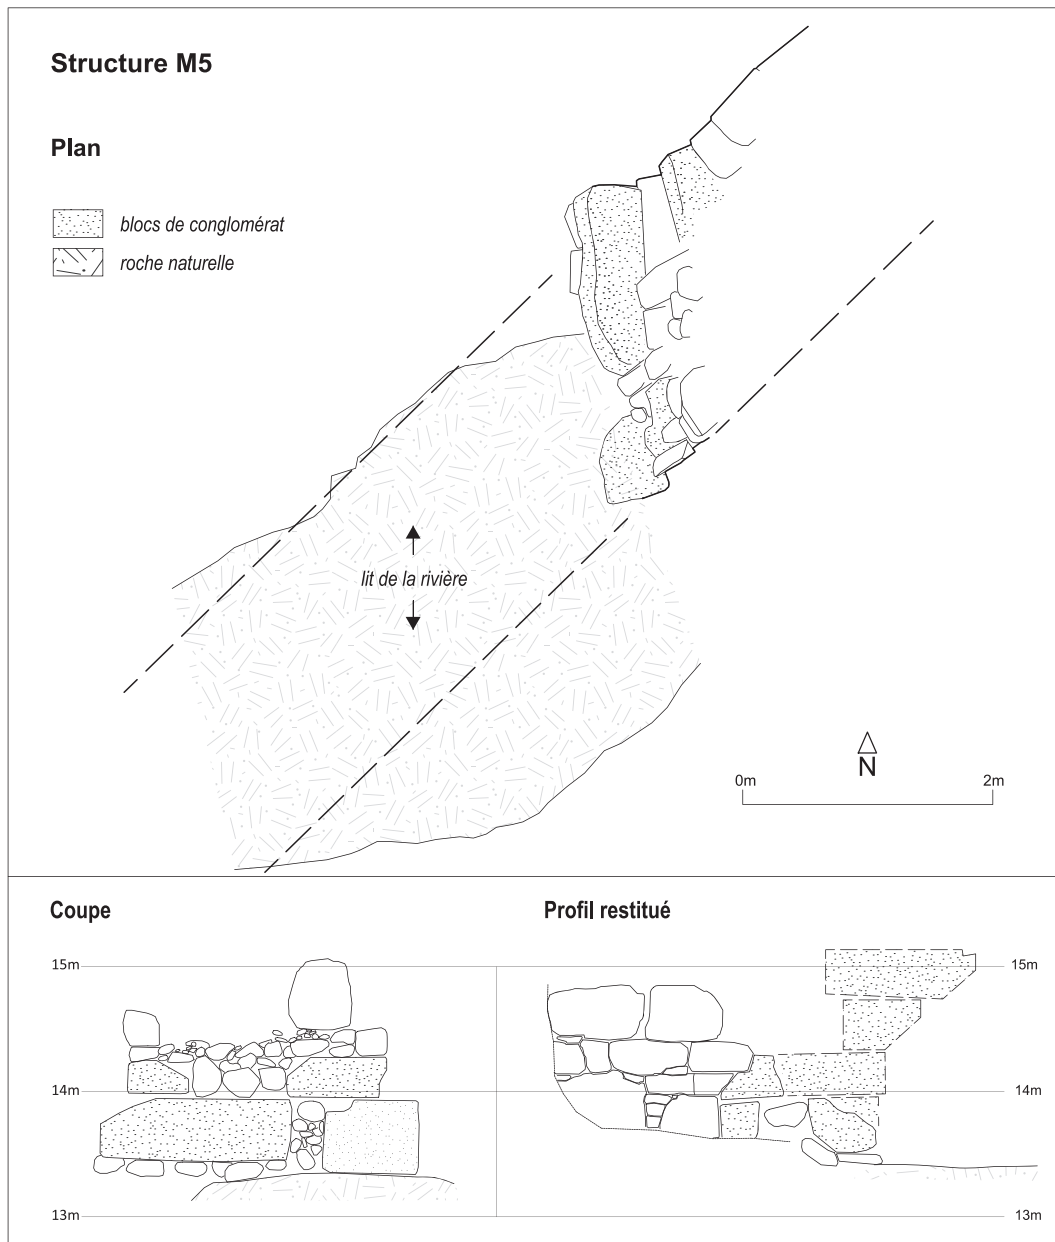 Structure M5
Plan
blocs de conglomérat
roche naturelle
lit de la rivière
N
0m 2m
Coupe Profil restitué
15m 15m
14m 14m
13m 13m